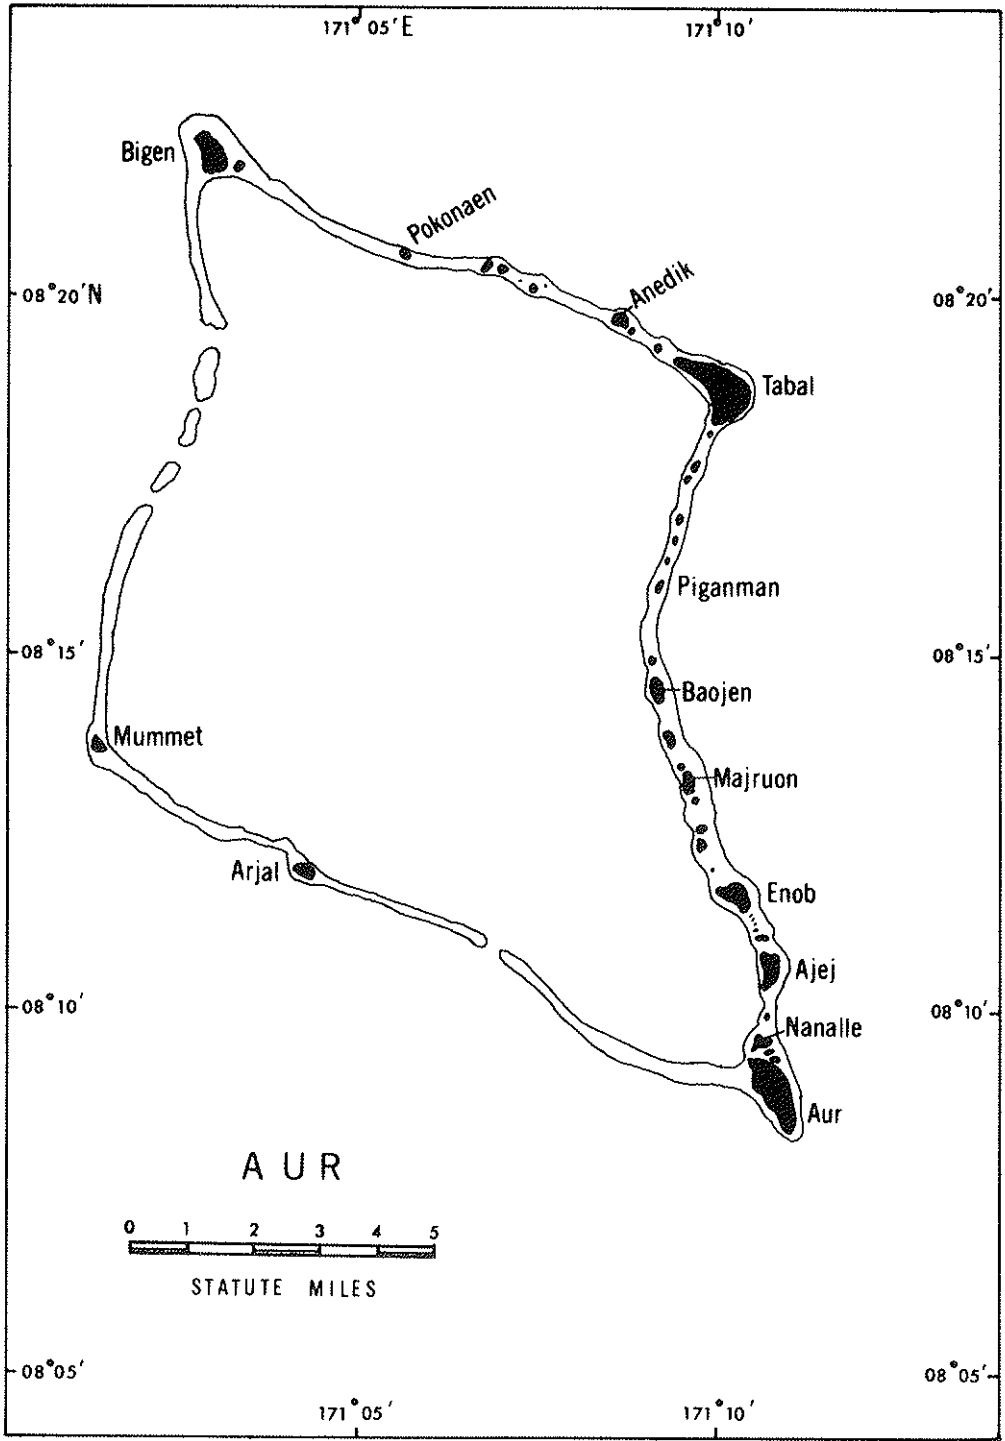 171°05′E 171°10′
Bigen
Pokonaen
08°20′N
Anedik
08°20′
Tabal
Piganman
08°15′
08°15′
Baojen
Mummet
Majruon
Arjal
Enob
Ajej
08°10′
08°10′
Nanalle
Aur
AUR
0 1 2 3 4 5
STATUTE MILES
08°05′
08°05′
171°05′ 171°10′